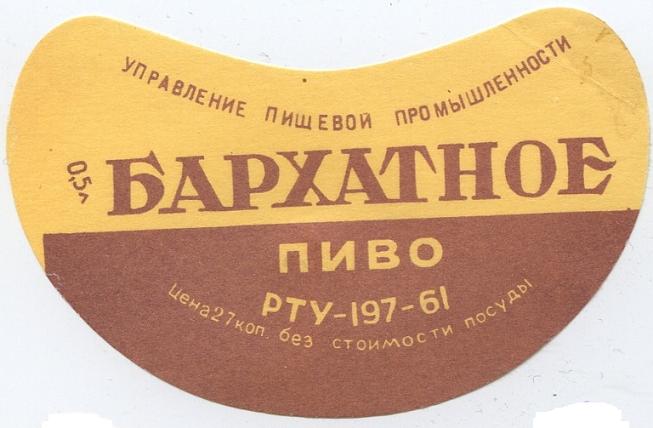 УПРАВЛЕНИЕ ПИЩЕВОЙ ПРОМЫШЛЕННОСТИ
0,5л
БАРХАТНОЕ
ПИВО
РТУ-197-61
цена 27 коп. без стоимости посуды